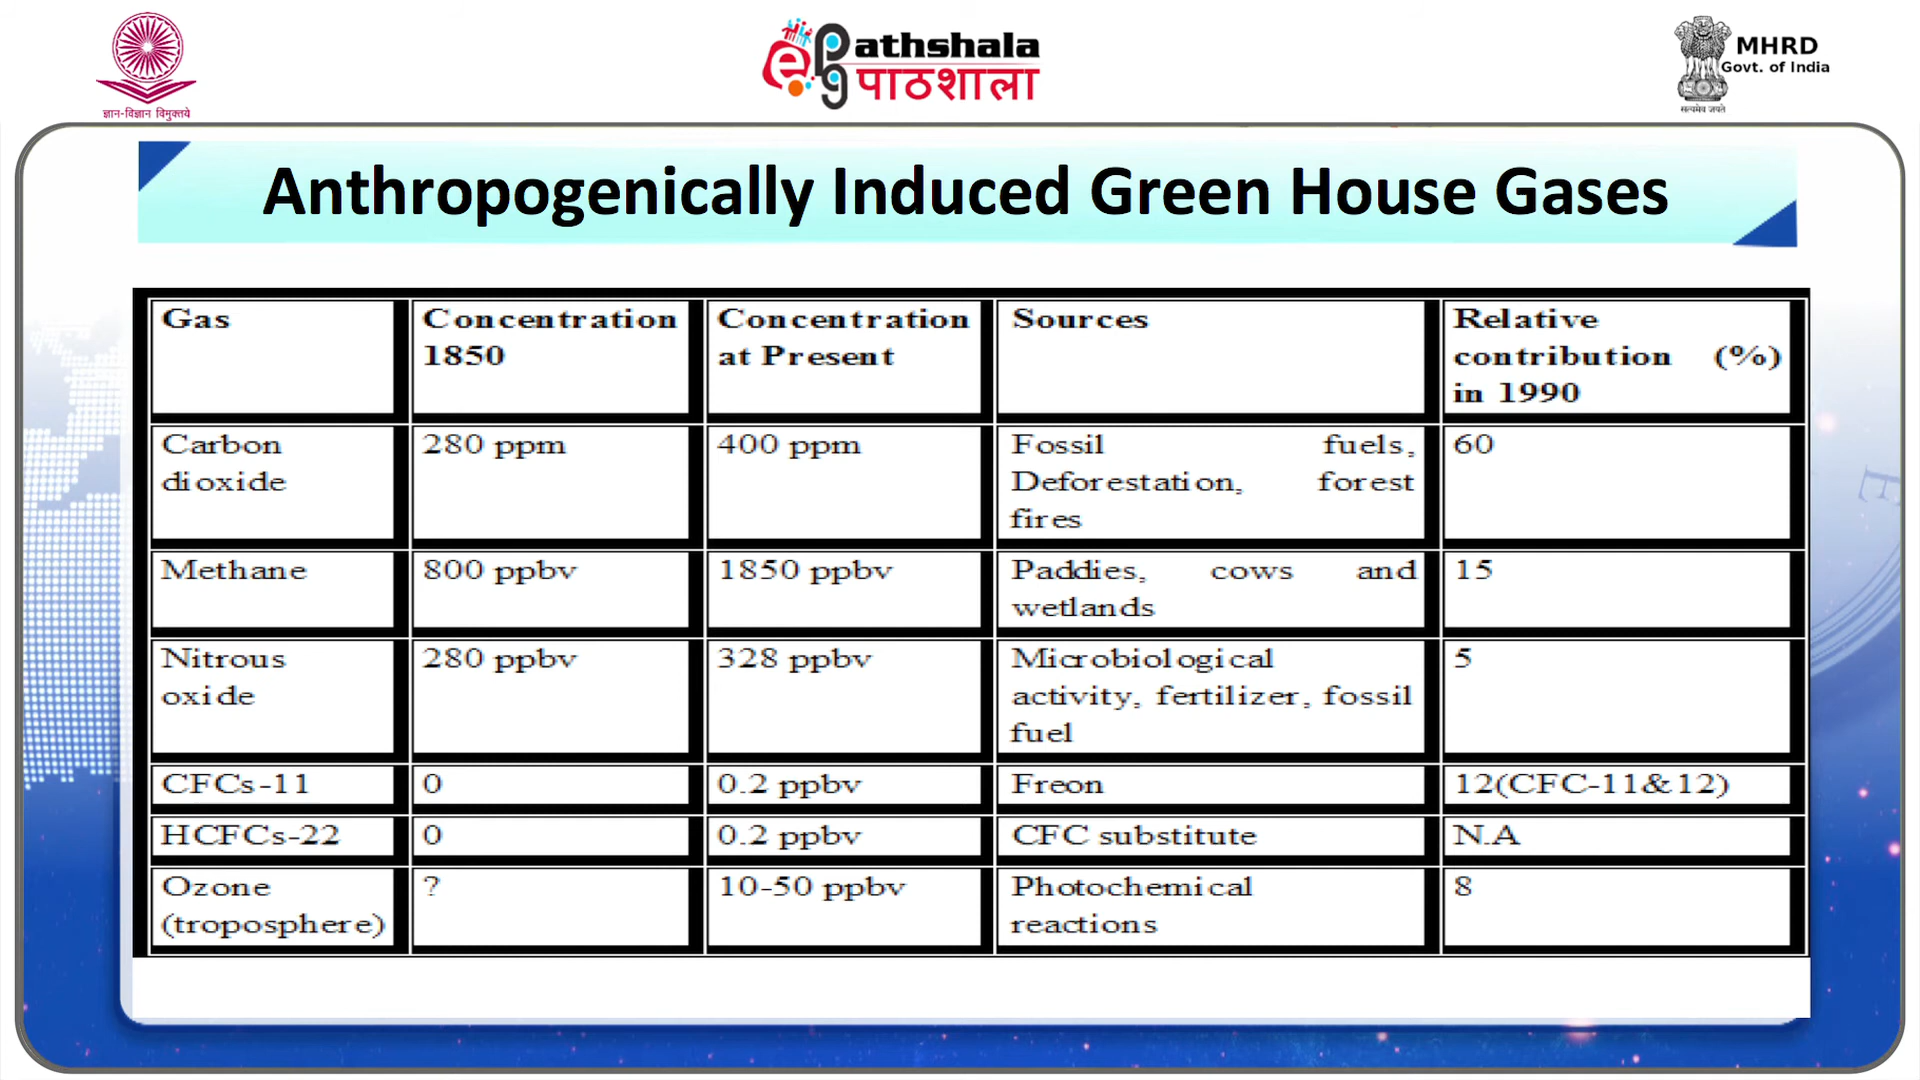 ज्ञान-विज्ञान विमुक्तये
ePG Pathshala
पाठशाला
MHRD
Govt. of India
सत्यमेव जयते
Anthropogenically Induced Green House Gases
Gas Concentration 1850 Concentration at Present Sources Relative contribution (%) in 1990
Carbon dioxide 280 ppm 400 ppm Fossil fuels, Deforestation, forest fires 60
Methane 800 ppbv 1850 ppbv Paddies, cows and wetlands 15
Nitrous oxide 280 ppbv 328 ppbv Microbiological activity, fertilizer, fossil fuel 5
CFCs-11 0 0.2 ppbv Freon 12(CFC-11&12)
HCFCs-22 0 0.2 ppbv CFC substitute N.A
Ozone (troposphere) ? 10-50 ppbv Photochemical reactions 8